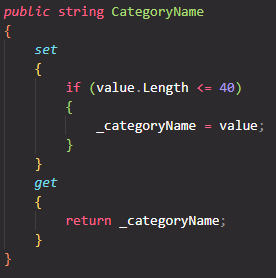 public string CategoryName
{
    set
    {
        if (value.Length <= 40)
        {
            _categoryName = value;
        }
    }
    get
    {
        return _categoryName;
    }
}